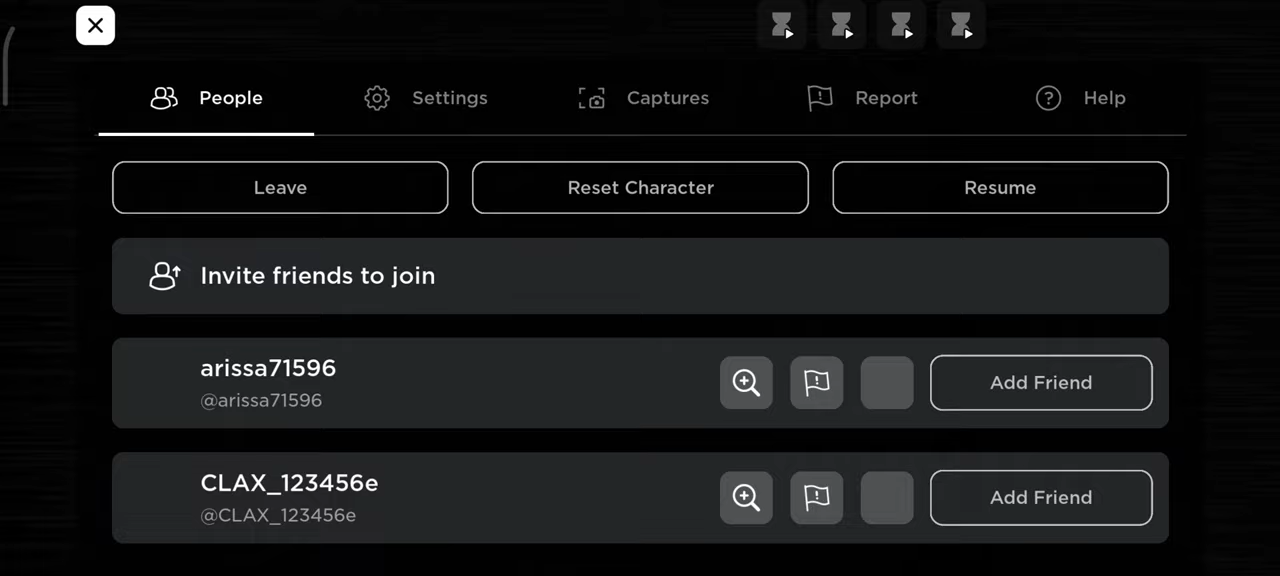 People
Settings
Captures
Report
Help
Leave
Reset Character
Resume
Invite friends to join
arissa71596
@arissa71596
Add Friend
CLAX_123456e
@CLAX_123456e
Add Friend